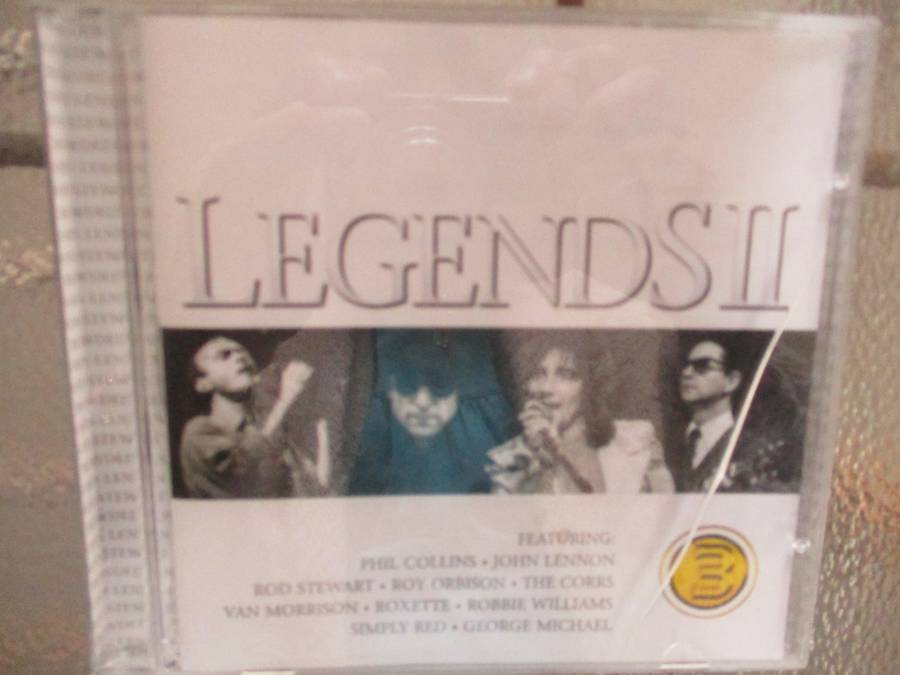 LEGENDS II
FEATURING:
PHIL COLLINS • JOHN LENNON
ROD STEWART • ROY ORBISON • THE CORRS
VAN MORRISON • ROXETTE • ROBBIE WILLIAMS
SIMPLY RED • GEORGE MICHAEL